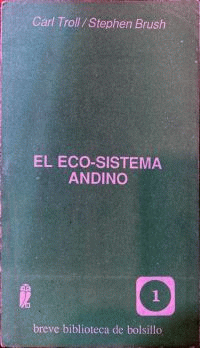 Carl Troll / Stephen Brush
EL ECO-SISTEMA
ANDINO
1
breve biblioteca de bolsillo